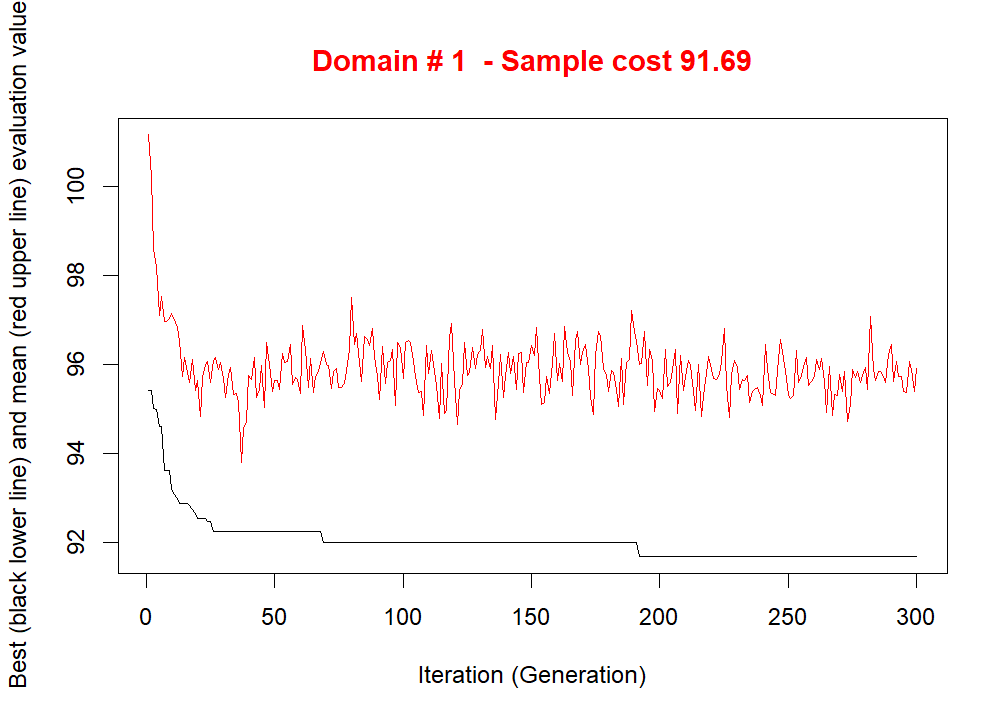 Domain # 1  - Sample cost 91.69
Best (black lower line) and mean (red upper line) evaluation value
100
98
96
94
92
0 50 100 150 200 250 300
Iteration (Generation)